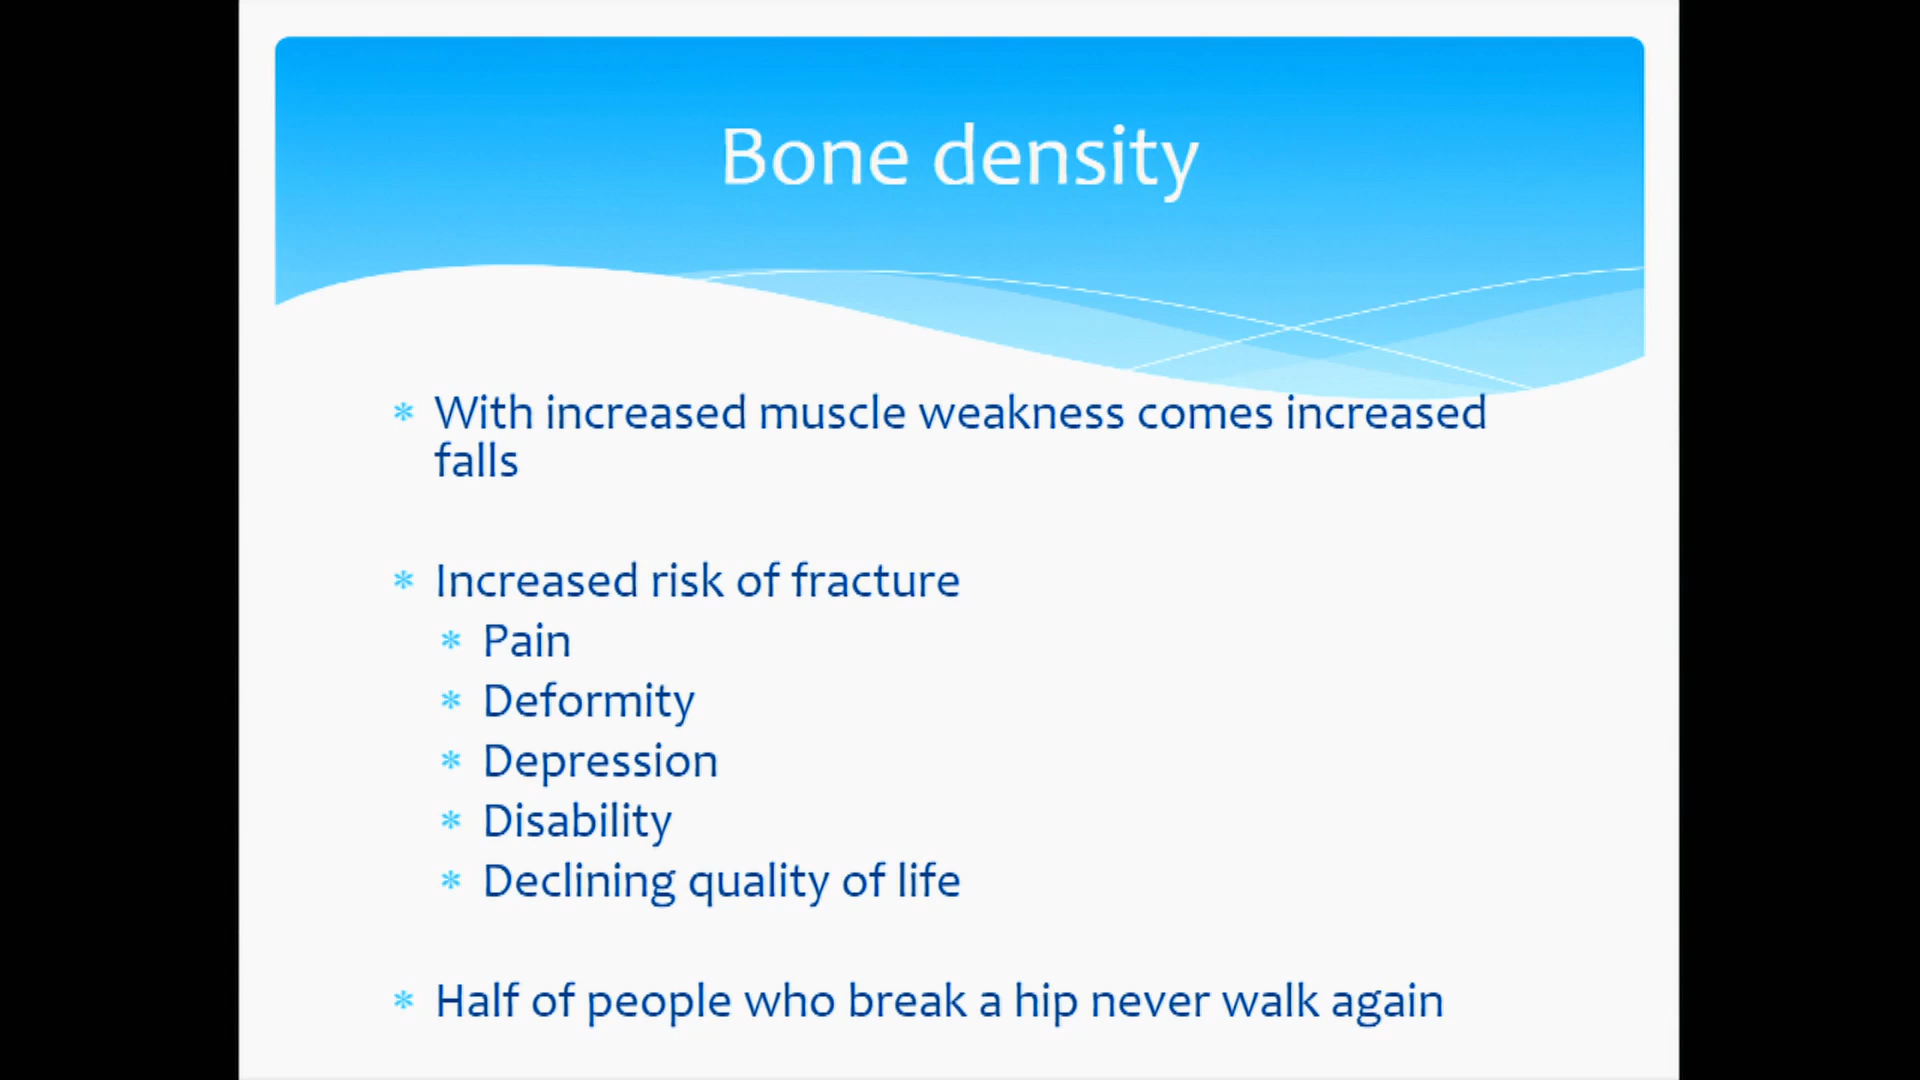 Bone density
* With increased muscle weakness comes increased
falls
* Increased risk of fracture
* Pain
* Deformity
* Depression
* Disability
* Declining quality of life
* Half of people who break a hip never walk again